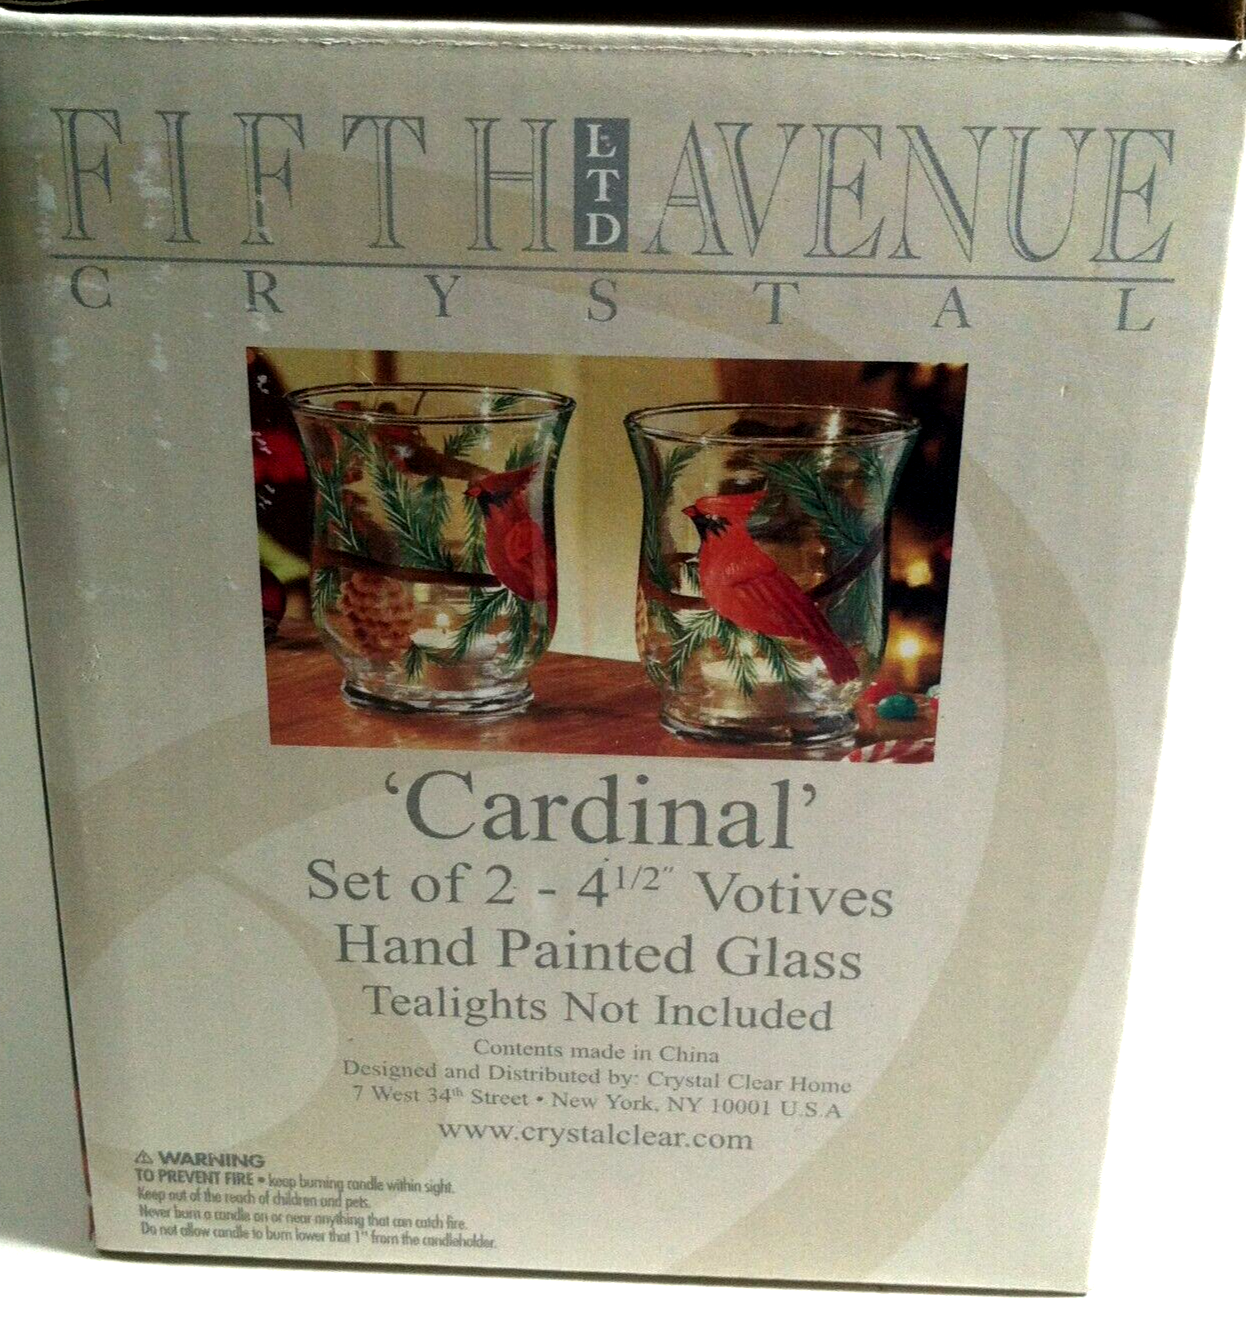 FIFTH LTD AVENUE
CRYSTAL
‘Cardinal’
Set of 2 - 4 1/2" Votives
Hand Painted Glass
Tealights Not Included
Contents made in China
Designed and Distributed by: Crystal Clear Home
7 West 34th Street • New York, NY 10001 U.S.A
www.crystalclear.com
⚠ WARNING
TO PREVENT FIRE • keep burning candle within sight.
Keep out of the reach of children and pets.
Never burn a candle on or near anything that can catch fire.
Do not allow candle to burn lower that 1" from the candleholder.